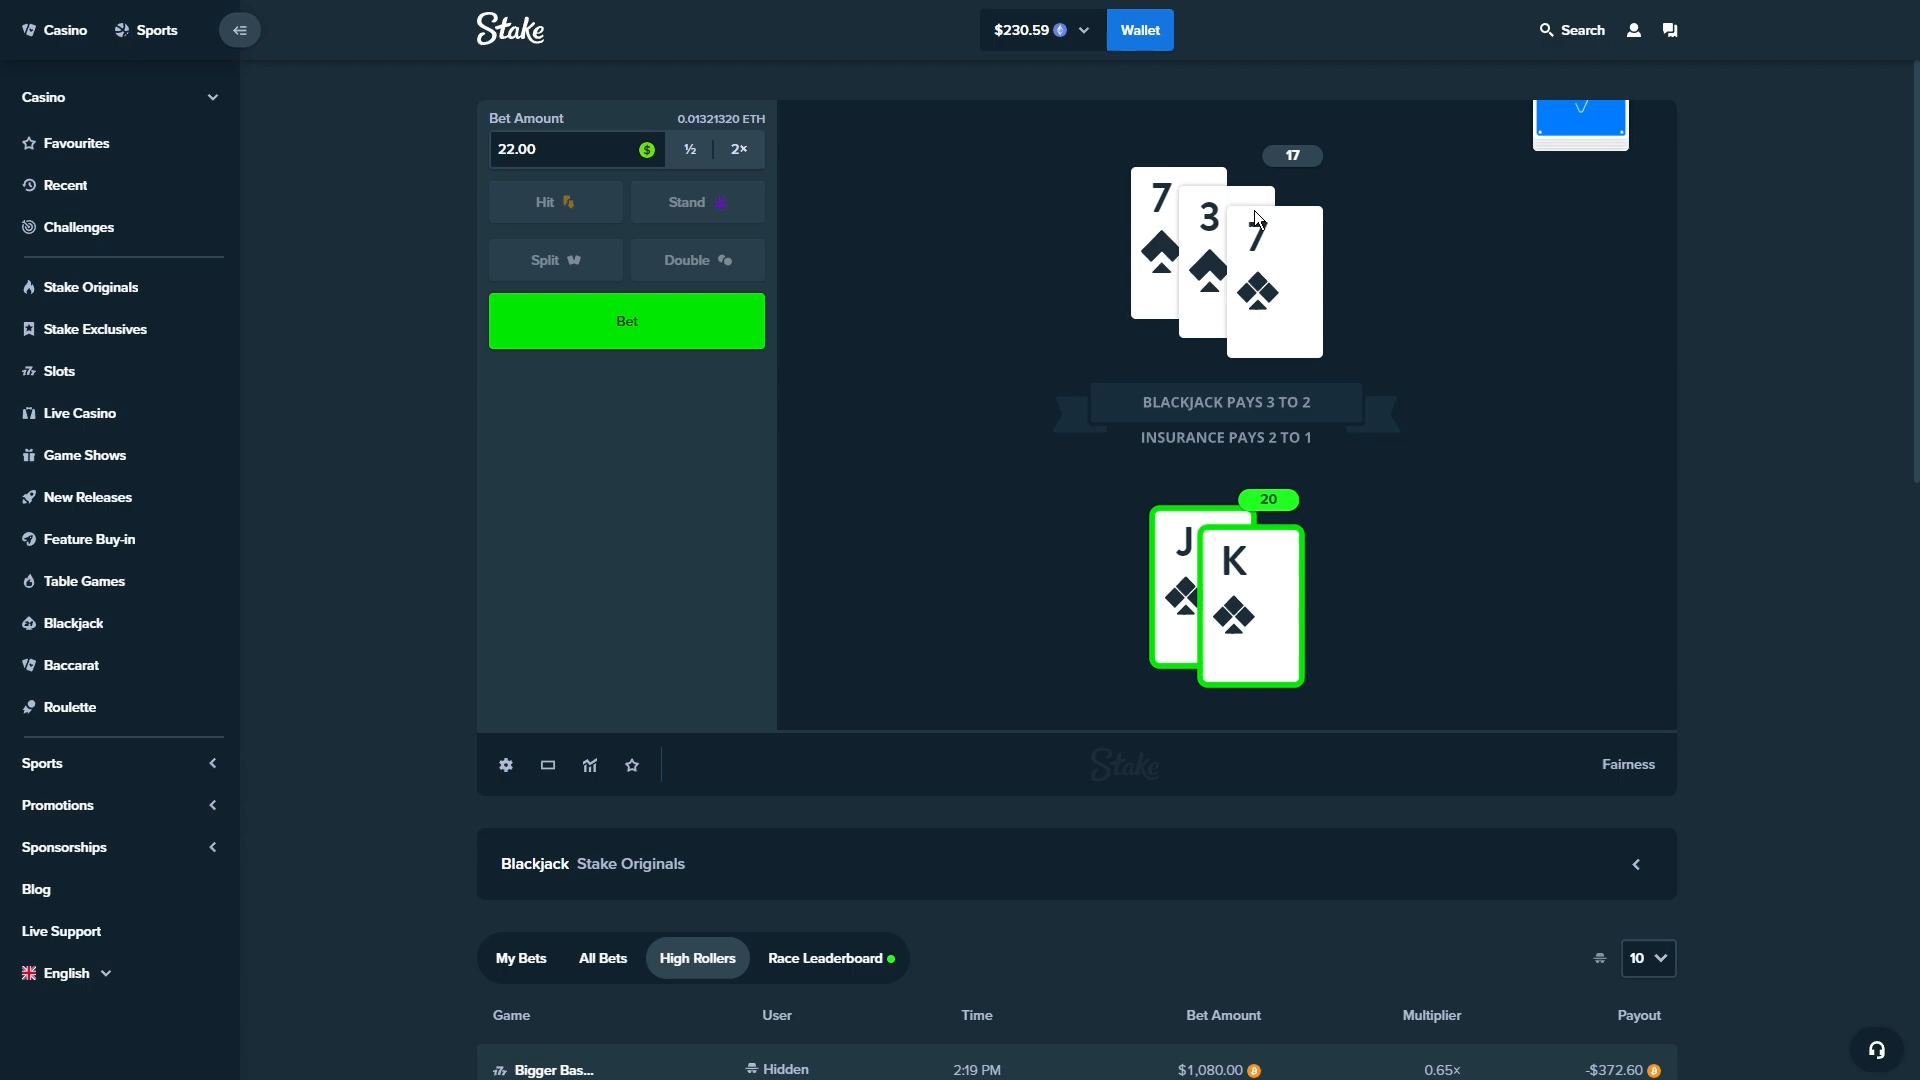 Casino
Sports
Stake
$230.59
Wallet
Search
Casino
Favourites
Recent
Challenges
Stake Originals
Stake Exclusives
Slots
Live Casino
Game Shows
New Releases
Feature Buy-in
Table Games
Blackjack
Baccarat
Roulette
Sports
Promotions
Sponsorships
Blog
Live Support
English
Bet Amount 0.01321320 ETH
22.00 $ ½ 2×
Hit Stand
Split Double
Bet
17
7
3
7
BLACKJACK PAYS 3 TO 2
INSURANCE PAYS 2 TO 1
20
J
K
Stake
Fairness
Blackjack Stake Originals
My Bets All Bets High Rollers Race Leaderboard
10
Game User Time Bet Amount Multiplier Payout
Bigger Bas... Hidden 2:19 PM $1,080.00 0.65× -$372.60